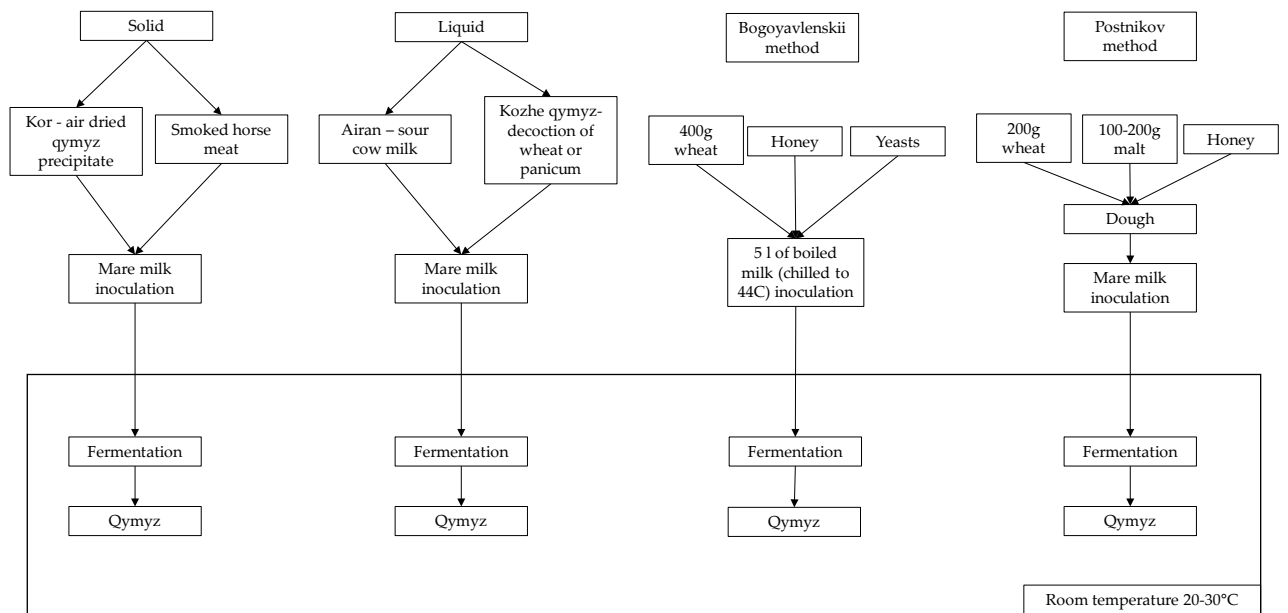 Solid
Liquid
Bogoyavlenskii
method
Postnikov
method
Kor - air dried
qymyz
precipitate
Smoked horse
meat
Airan – sour
cow milk
Kozhe qymyz-
decoction of
wheat or
panicum
400g
wheat
Honey
Yeasts
200g
wheat
100-200g
malt
Honey
Dough
Mare milk
inoculation
Mare milk
inoculation
5 l of boiled
milk (chilled to
44C) inoculation
Mare milk
inoculation
Fermentation
Fermentation
Fermentation
Fermentation
Qymyz
Qymyz
Qymyz
Qymyz
Room temperature 20-30°C